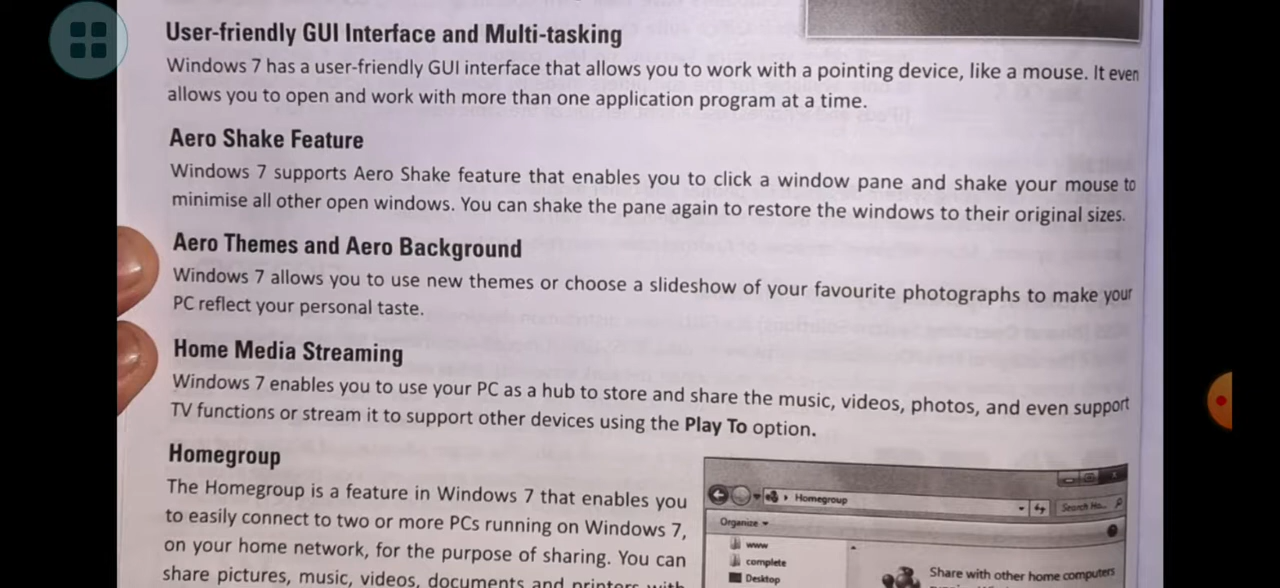 User-friendly GUI Interface and Multi-tasking
Windows 7 has a user-friendly GUI interface that allows you to work with a pointing device, like a mouse. It even
allows you to open and work with more than one application program at a time.
Aero Shake Feature
Windows 7 supports Aero Shake feature that enables you to click a window pane and shake your mouse to
minimise all other open windows. You can shake the pane again to restore the windows to their original sizes.
Aero Themes and Aero Background
Windows 7 allows you to use new themes or choose a slideshow of your favourite photographs to make your
PC reflect your personal taste.
Home Media Streaming
Windows 7 enables you to use your PC as a hub to store and share the music, videos, photos, and even support
TV functions or stream it to support other devices using the Play To option.
Homegroup
The Homegroup is a feature in Windows 7 that enables you
to easily connect to two or more PCs running on Windows 7,
on your home network, for the purpose of sharing. You can
share pictures, music, videos, documents and printers with
Homegroup
Search Ho...
Organize
www
complete
Desktop
Share with other home computers